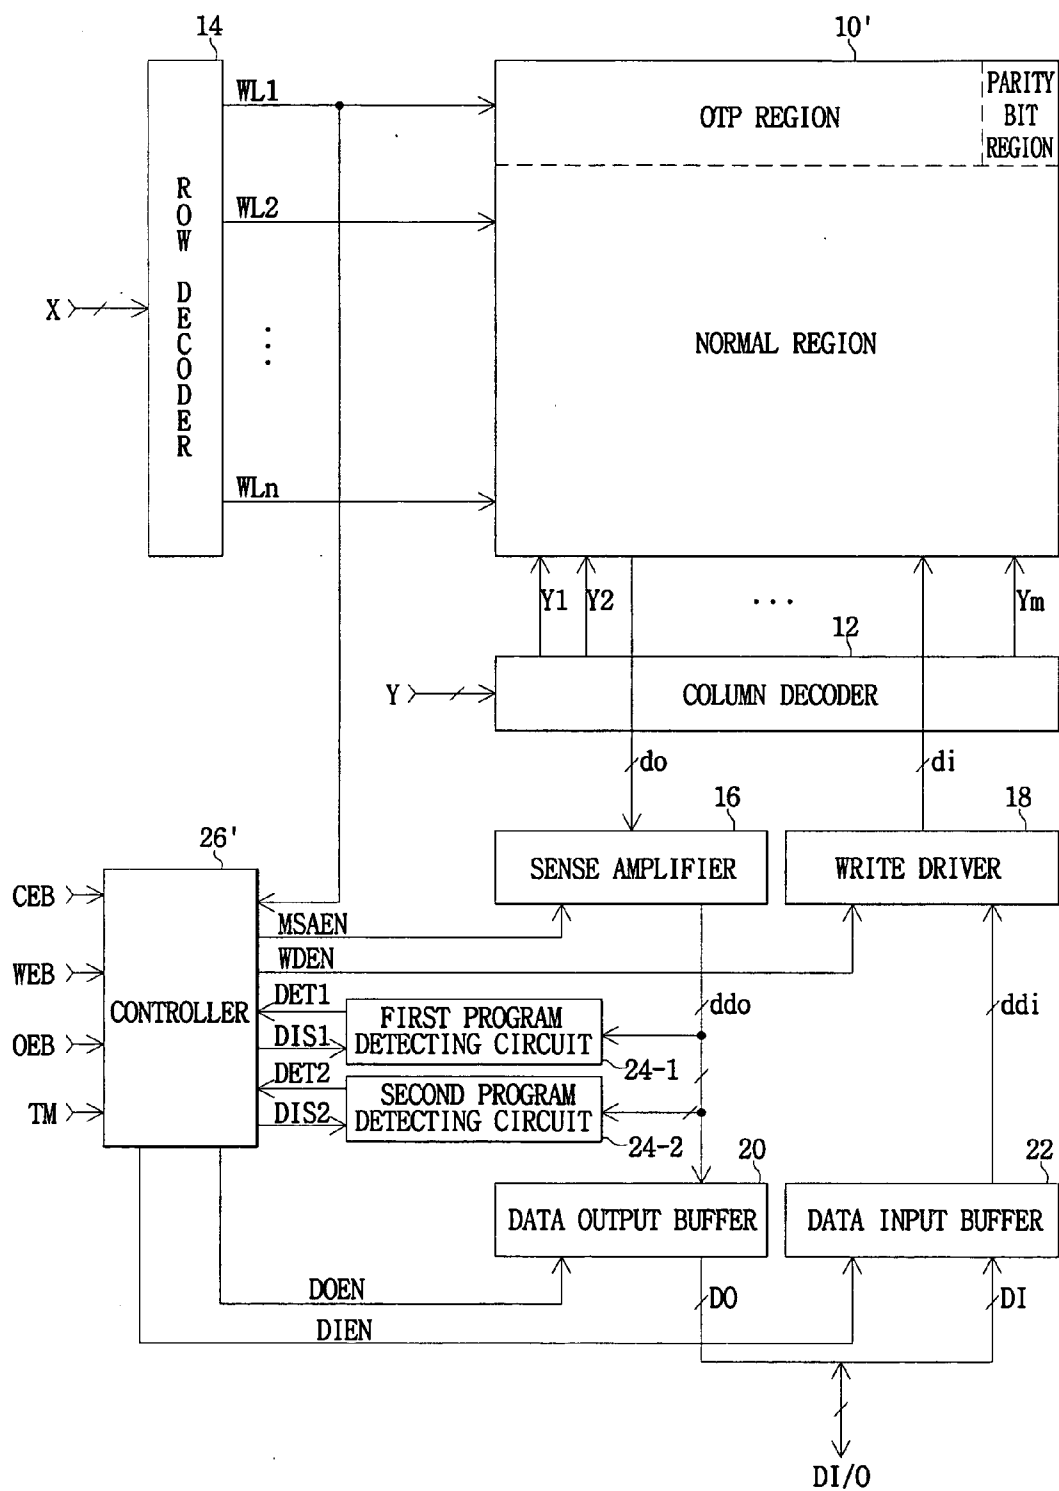 14
10'
WL1
OTP REGION
PARITY
BIT
REGION
ROW DECODER
WL2
X
NORMAL REGION
WLn
Y1
Y2
Ym
12
Y
COLUMN DECODER
do
di
16
18
26'
SENSE AMPLIFIER
WRITE DRIVER
CEB
MSAEN
WEB
WDEN
CONTROLLER
DET1
FIRST PROGRAM
DETECTING CIRCUIT
ddo
ddi
OEB
DIS1
24-1
DET2
SECOND PROGRAM
DETECTING CIRCUIT
TM
DIS2
24-2
20
22
DATA OUTPUT BUFFER
DATA INPUT BUFFER
DOEN
DO
DI
DIEN
DI/O